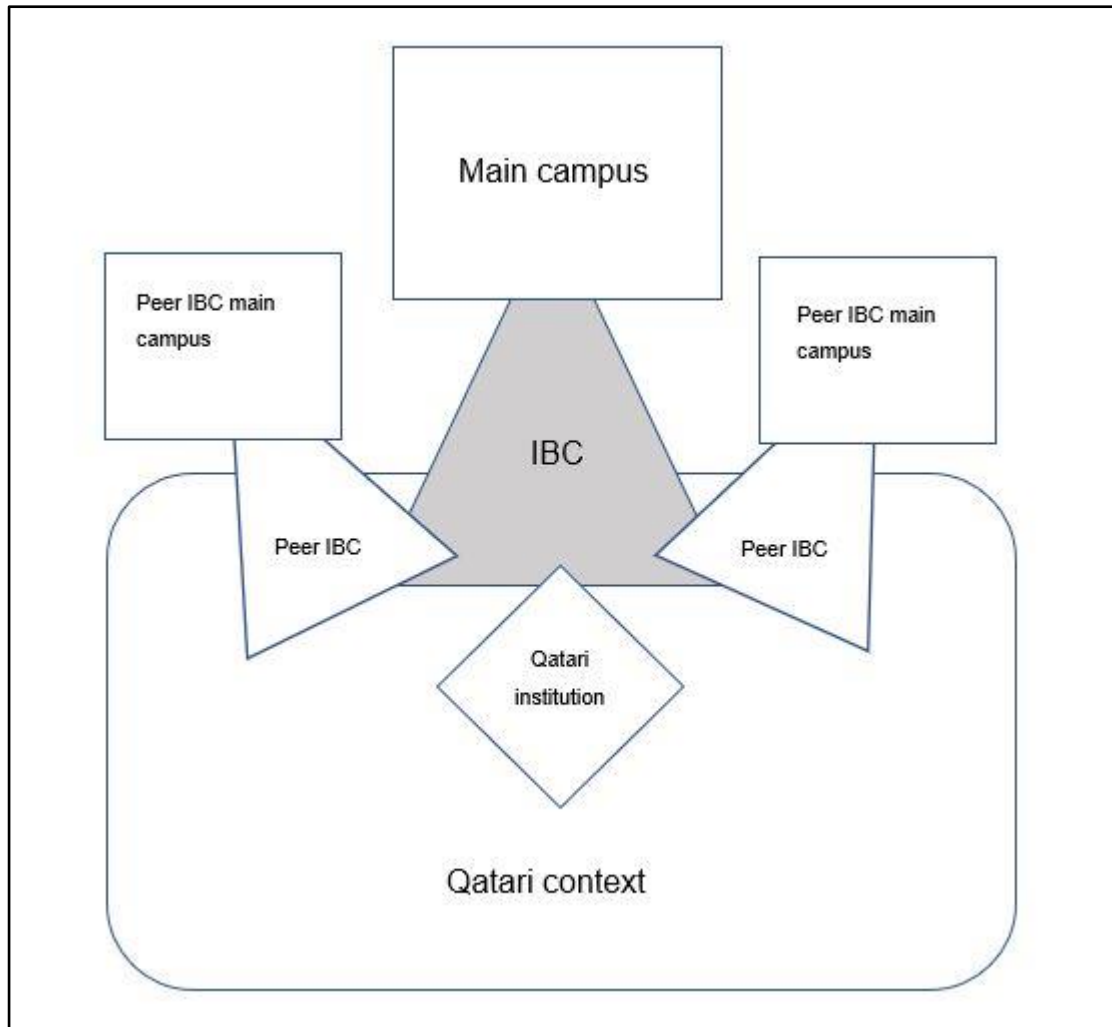 Main campus
Peer IBC main
campus
Peer IBC main
campus
IBC
Peer IBC
Peer IBC
Qatari
institution
Qatari context